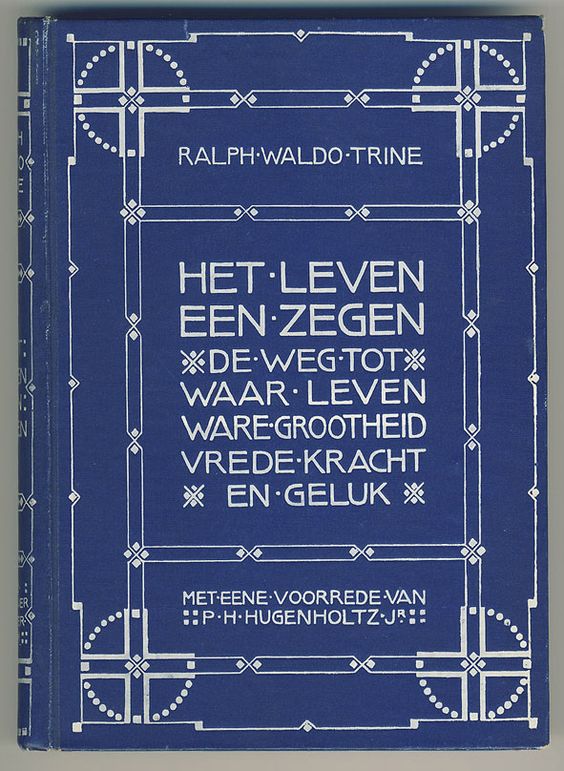 RALPH·WALDO·TRINE
HET·LEVEN
EEN·ZEGEN
DE·WEG·TOT
WAAR·LEVEN
WARE·GROOTHEID
VREDE·KRACHT
EN·GELUK
MET·EENE·VOORREDE·VAN
P·H·HUGENHOLTZ·JR.